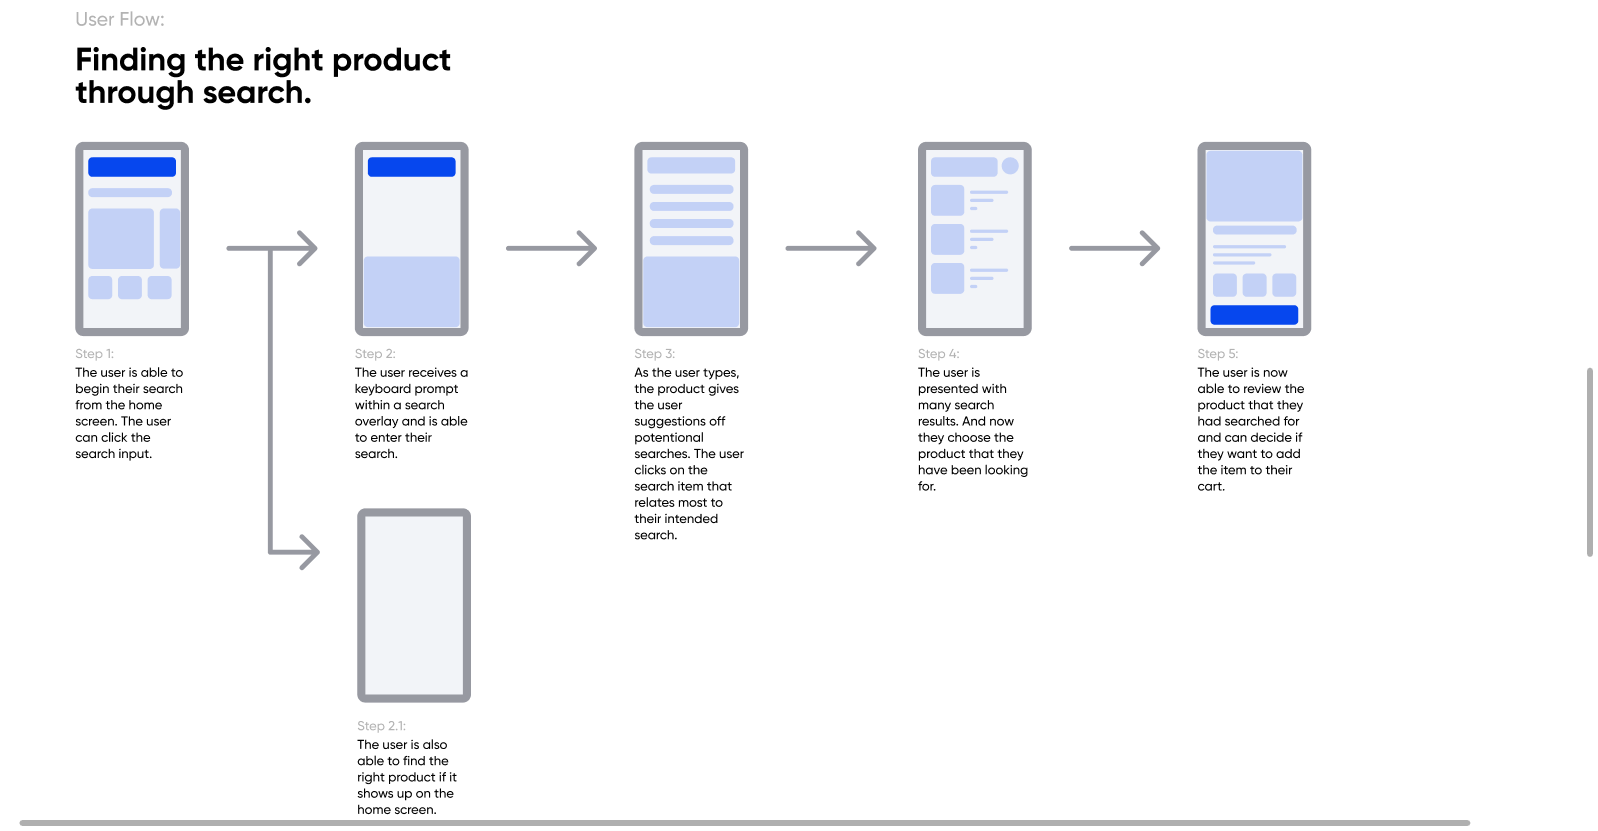 User Flow:
Finding the right product
through search.
Step 1:
The user is able to
begin their search
from the home
screen. The user
can click the
search input.
Step 2:
The user receives a
keyboard prompt
within a search
overlay and is able
to enter their
search.
Step 3:
As the user types,
the product gives
the user
suggestions off
potentional
searches. The user
clicks on the
search item that
relates most to
their intended
search.
Step 4:
The user is
presented with
many search
results. And now
they choose the
product that they
have been looking
for.
Step 5:
The user is now
able to review the
product that they
had searched for
and can decide if
they want to add
the item to their
cart.
Step 2.1:
The user is also
able to find the
right product if it
shows up on the
home screen.